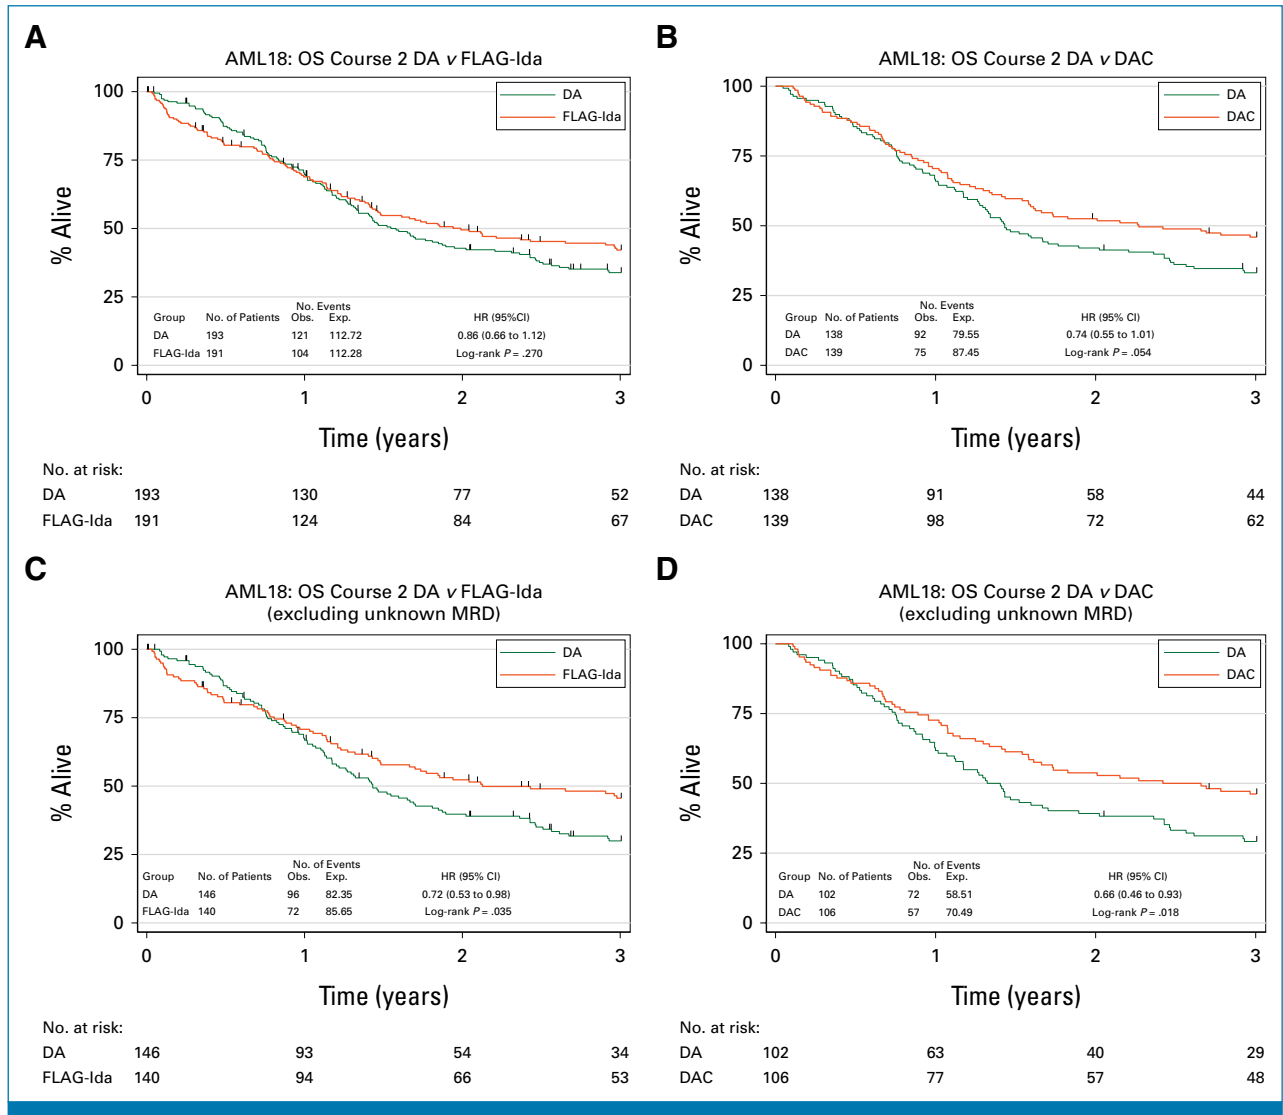 A
AML18: OS Course 2 DA v FLAG-Ida
% Alive
100
75
50
25
0
DA
FLAG-Ida
No. Events
Group No. of Patients Obs. Exp. HR (95%CI)
DA 193 121 112.72 0.86 (0.66 to 1.12)
FLAG-Ida 191 104 112.28 Log-rank P = .270
0 1 2 3
Time (years)
No. at risk:
DA 193 130 77 52
FLAG-Ida 191 124 84 67
B
AML18: OS Course 2 DA v DAC
% Alive
100
75
50
25
0
DA
DAC
No. Events
Group No. of Patients Obs. Exp. HR (95% CI)
DA 138 92 79.55 0.74 (0.55 to 1.01)
DAC 139 75 87.45 Log-rank P = .054
0 1 2 3
Time (years)
No. at risk:
DA 138 91 58 44
DAC 139 98 72 62
C
AML18: OS Course 2 DA v FLAG-Ida
(excluding unknown MRD)
% Alive
100
75
50
25
0
DA
FLAG-Ida
No. of Events
Group No. of Patients Obs. Exp. HR (95% CI)
DA 146 96 82.35 0.72 (0.53 to 0.98)
FLAG-Ida 140 72 85.65 Log-rank P = .035
0 1 2 3
Time (years)
No. at risk:
DA 146 93 54 34
FLAG-Ida 140 94 66 53
D
AML18: OS Course 2 DA v DAC
(excluding unknown MRD)
% Alive
100
75
50
25
0
DA
DAC
No. of Events
Group No. of Patients Obs. Exp. HR (95% CI)
DA 102 72 58.51 0.66 (0.46 to 0.93)
DAC 106 57 70.49 Log-rank P = .018
0 1 2 3
Time (years)
No. at risk:
DA 102 63 40 29
DAC 106 77 57 48